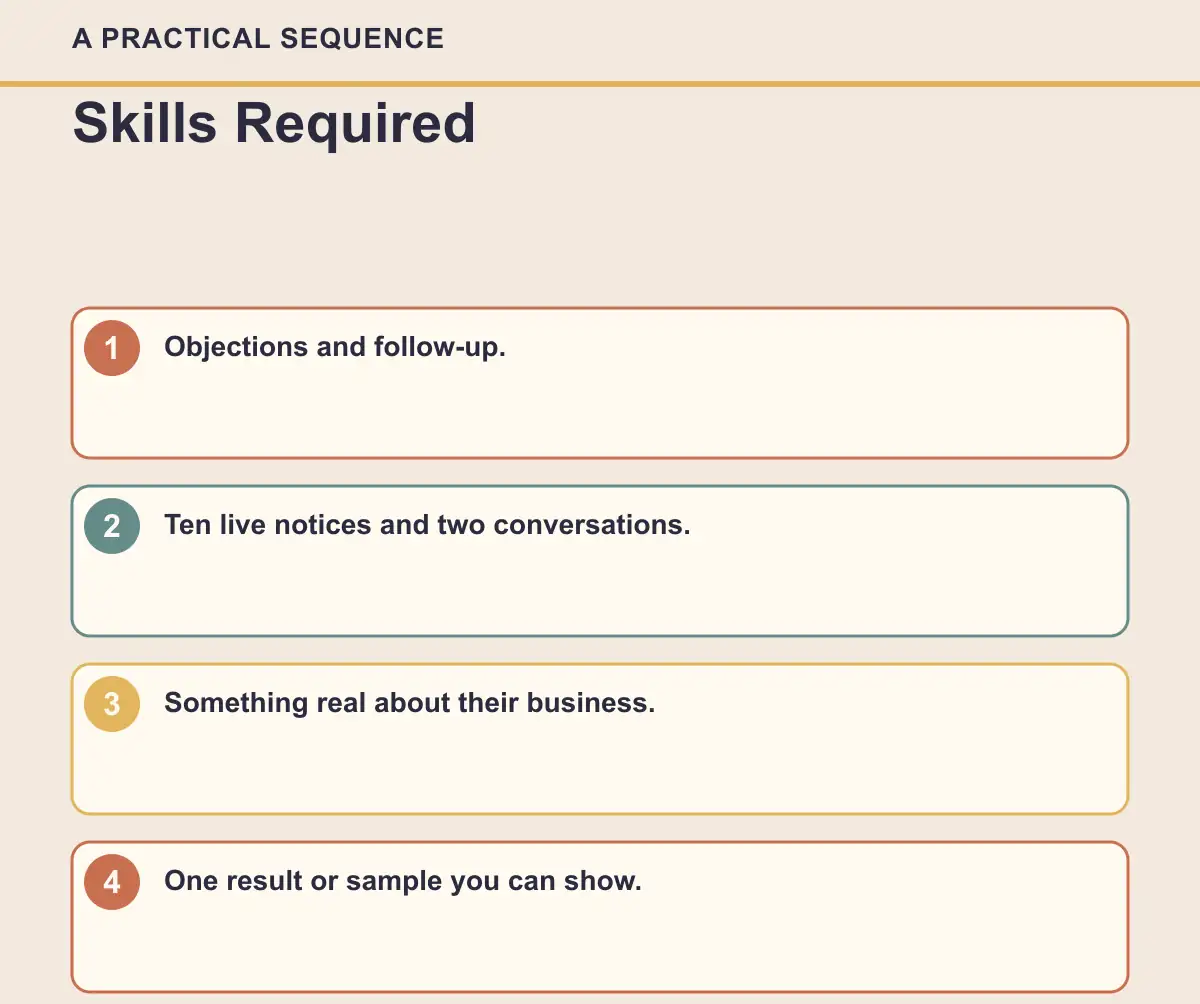 A PRACTICAL SEQUENCE
Skills Required
1
Objections and follow-up.
2
Ten live notices and two conversations.
3
Something real about their business.
4
One result or sample you can show.